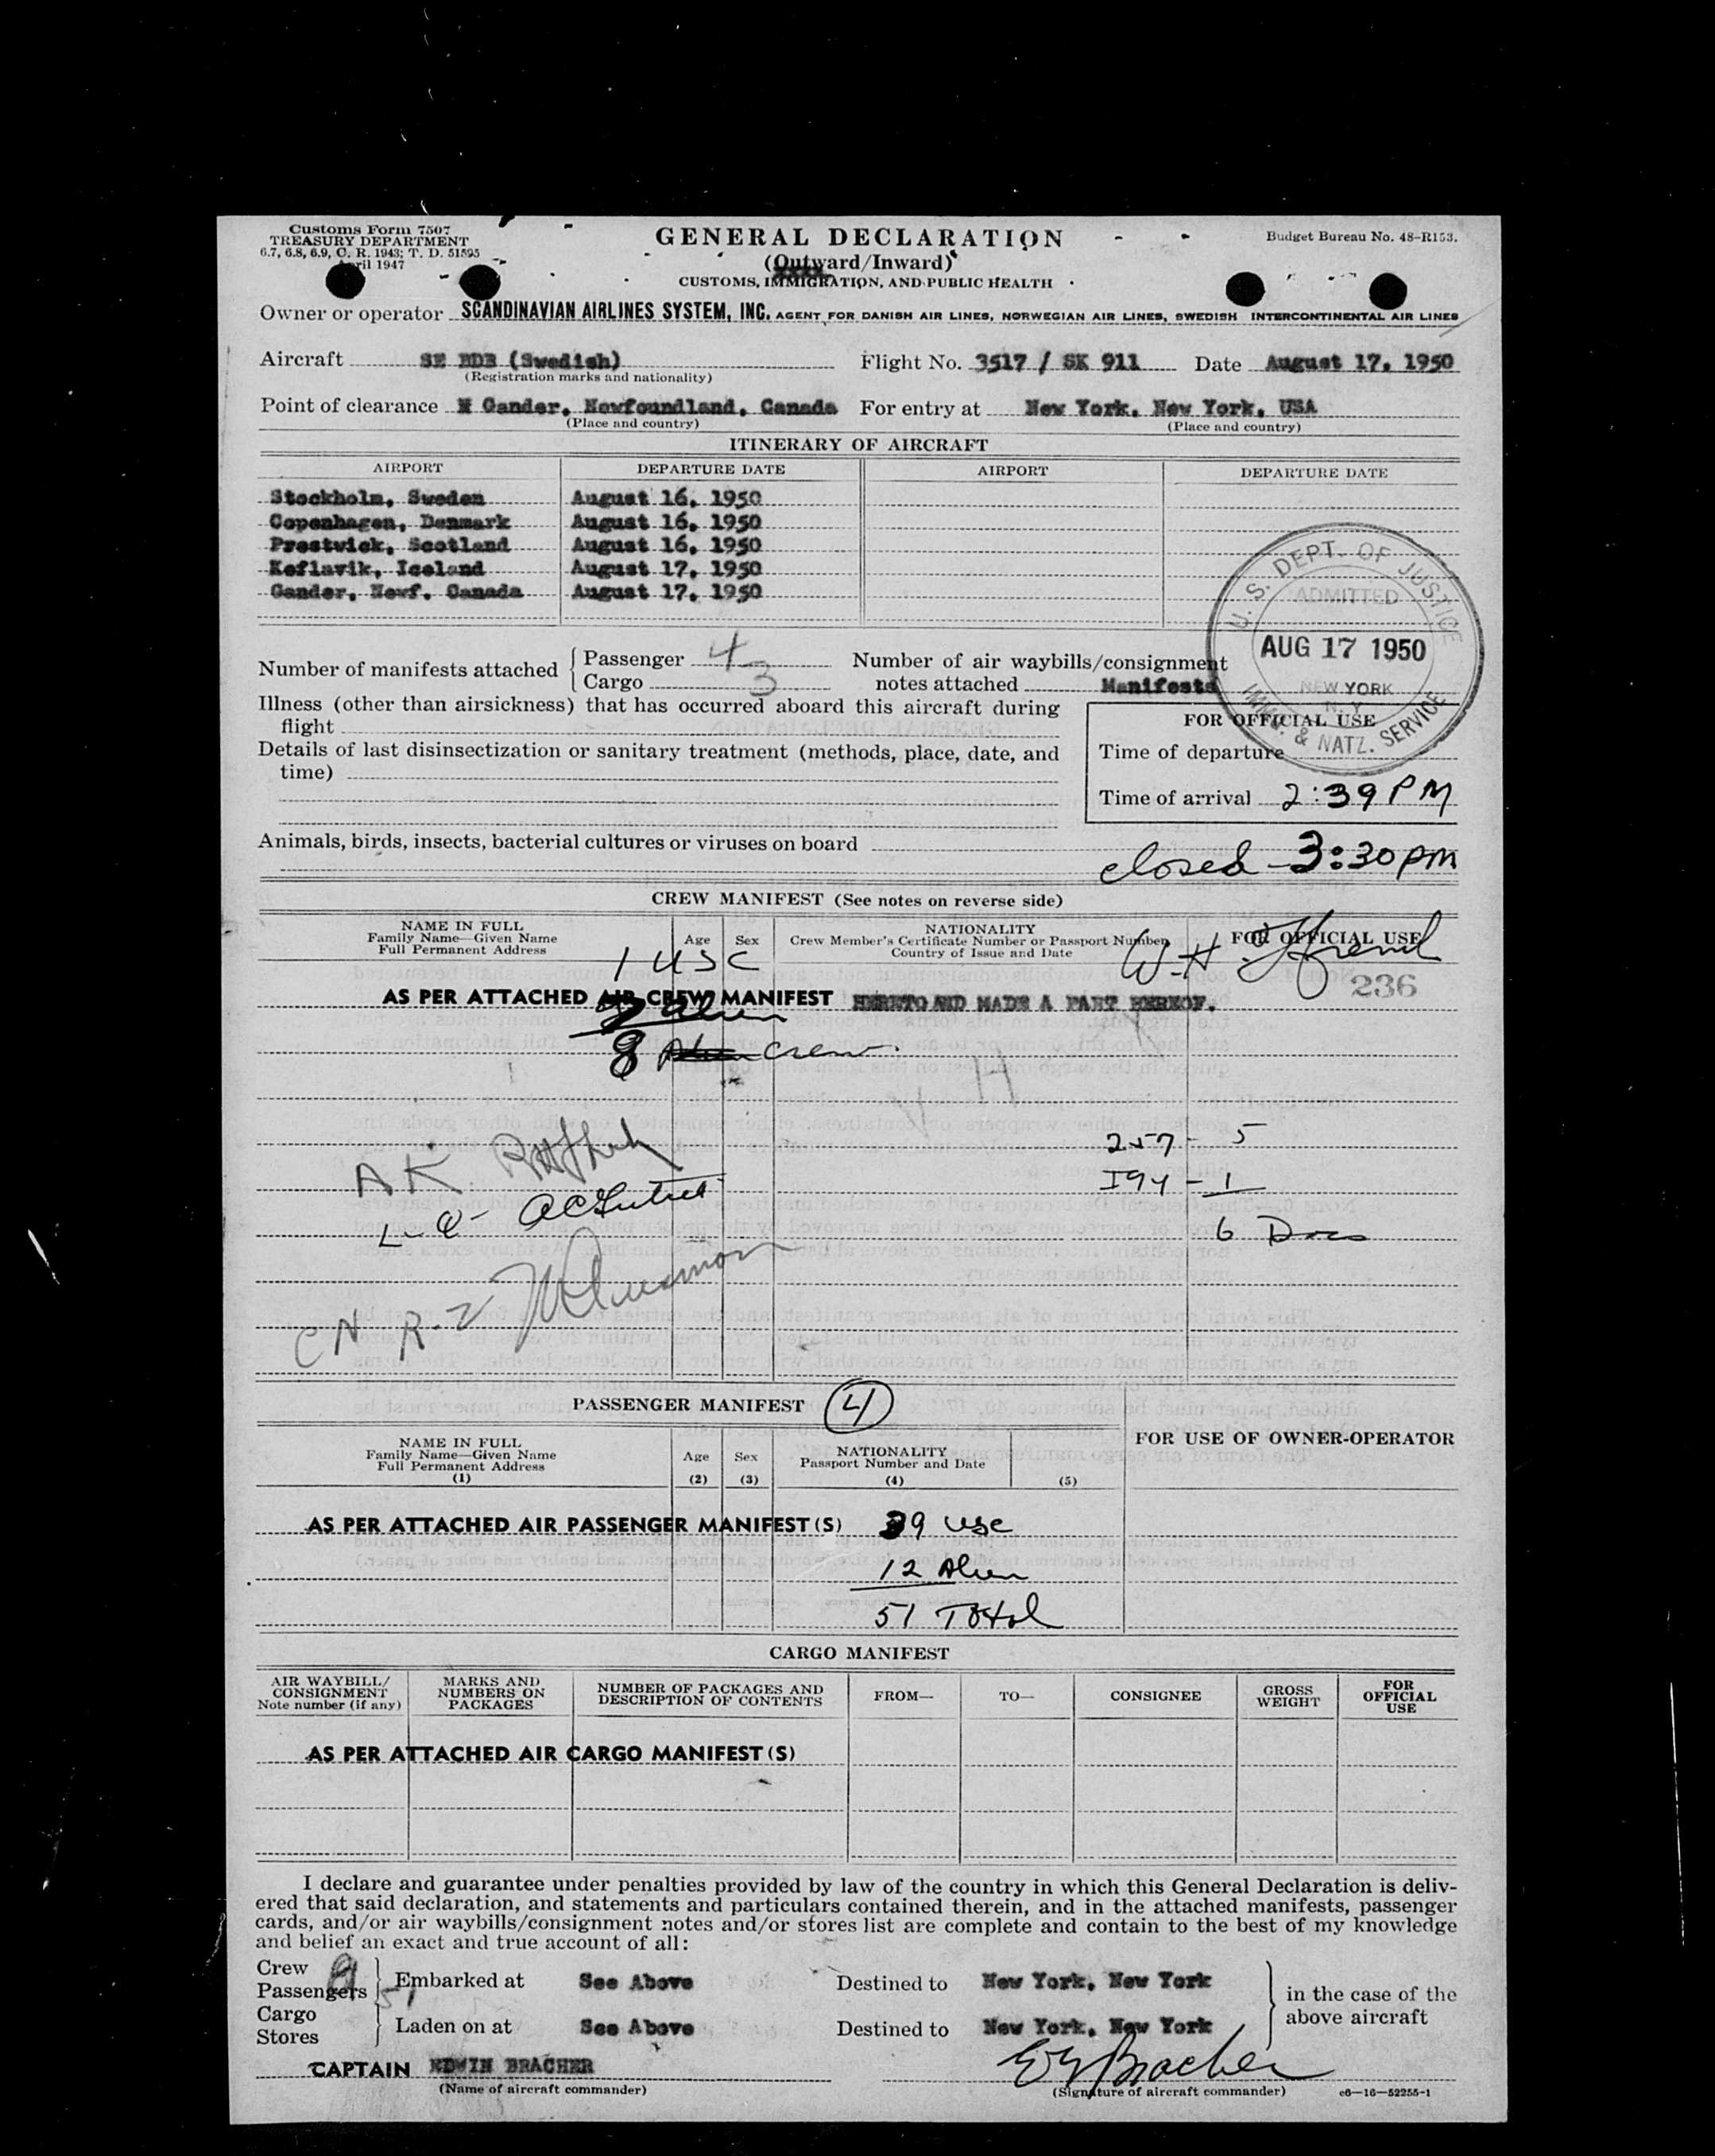 Customs Form 7507
TREASURY DEPARTMENT
6.7, 6.8, 6.9, C. R. 1943; T. D. 51595
April 1947
GENERAL DECLARATION
(Outward/Inward)
CUSTOMS, IMMIGRATION, AND PUBLIC HEALTH
Budget Bureau No. 48-R153.
Owner or operator SCANDINAVIAN AIRLINES SYSTEM, INC. AGENT FOR DANISH AIR LINES, NORWEGIAN AIR LINES, SWEDISH INTERCONTINENTAL AIR LINES
Aircraft SE BDB (Swedish) Flight No. 3517 / SK 911 Date August 17, 1950
(Registration marks and nationality)
Point of clearance Gander, Newfoundland, Canada For entry at New York, New York, USA
(Place and country) (Place and country)
ITINERARY OF AIRCRAFT
AIRPORT DEPARTURE DATE AIRPORT DEPARTURE DATE
Stockholm, Sweden August 16, 1950
Copenhagen, Denmark August 16, 1950
Prestwick, Scotland August 16, 1950
Keflavik, Iceland August 17, 1950
Gander, Newf. Canada August 17, 1950
U. S. DEPT. OF JUSTICE
ADMITTED
AUG 17 1950
NEW YORK
N. Y.
IMMG. & NATZ. SERVICE
Number of manifests attached Passenger 4
Cargo 3
Number of air waybills/consignment
notes attached Manifests
Illness (other than airsickness) that has occurred aboard this aircraft during
flight
Details of last disinsectization or sanitary treatment (methods, place, date, and
time)
FOR OFFICIAL USE
Time of departure
Time of arrival 2:39 PM
Animals, birds, insects, bacterial cultures or viruses on board
closed - 3:30 pm
CREW MANIFEST (See notes on reverse side)
NAME IN FULL
Family Name—Given Name
Full Permanent Address
Age Sex
NATIONALITY
Crew Member's Certificate Number or Passport Number
Country of Issue and Date
FOR OFFICIAL USE
W. H.
1 USC
236
AS PER ATTACHED AIR CREW MANIFEST HERETO AND MADE A PART HEREOF.
7 Alien
8 Crew
257 - 5
I94 - 1
6 Docs
A K
C N R-2
PASSENGER MANIFEST 4
NAME IN FULL
Family Name—Given Name
Full Permanent Address
(1)
Age
(2)
Sex
(3)
NATIONALITY
Passport Number and Date
(4)
(5)
FOR USE OF OWNER-OPERATOR
AS PER ATTACHED AIR PASSENGER MANIFEST(S) 39 usc
12 Alien
51 Total
CARGO MANIFEST
AIR WAYBILL/
CONSIGNMENT
Note number (if any)
MARKS AND
NUMBERS ON
PACKAGES
NUMBER OF PACKAGES AND
DESCRIPTION OF CONTENTS
FROM—
TO—
CONSIGNEE
GROSS
WEIGHT
FOR
OFFICIAL
USE
AS PER ATTACHED AIR CARGO MANIFEST(S)
I declare and guarantee under penalties provided by law of the country in which this General Declaration is deliv-
ered that said declaration, and statements and particulars contained therein, and in the attached manifests, passenger
cards, and/or air waybills/consignment notes and/or stores list are complete and contain to the best of my knowledge
and belief an exact and true account of all:
Crew
Passengers 51
Embarked at See Above Destined to New York, New York
Cargo
Stores
Laden on at See Above Destined to New York, New York
in the case of the
above aircraft
CAPTAIN EDWIN BRACHER
(Name of aircraft commander)
E Bracher
(Signature of aircraft commander)
c6—16—52255-1